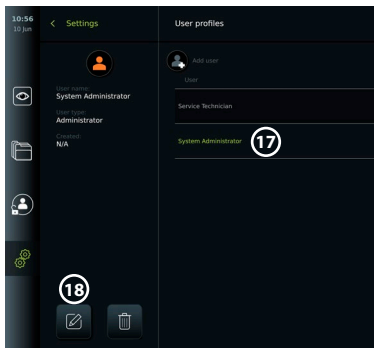 10:56
10 Jun
Settings
User profiles
Add user
User
User name:
System Administrator
User type:
Administrator
Created:
N/A
Service Technician
System Administrator
17
18